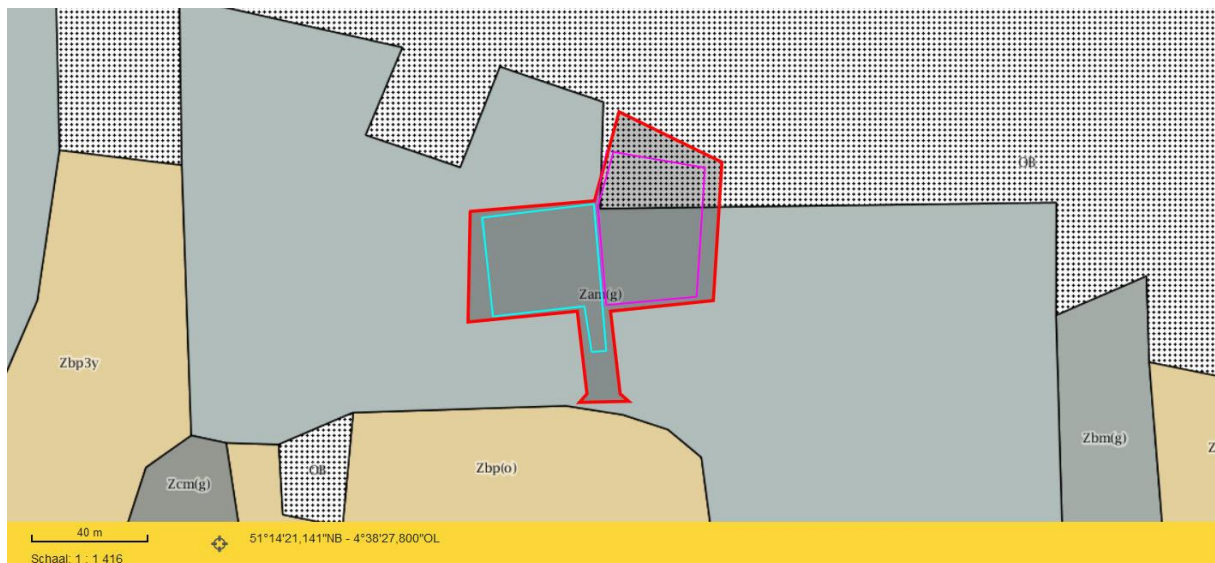 OB
Zam(g)
Zbp3y
Zbm(g)
Z
Zbp(o)
OB
Zcm(g)
40 m
51°14'21,141"NB - 4°38'27,800"OL
Schaal: 1 : 1 416